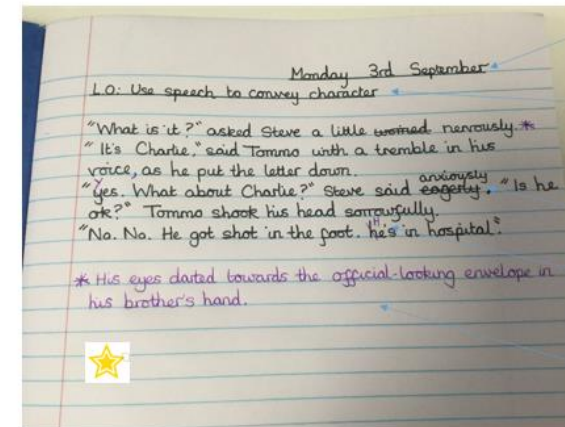 Monday 3rd September
L.O: Use speech to convey character
"What is it?" asked Steve a little worried nervously.*
"It's Charlie," said Tommo with a tremble in his
voice, as he put the letter down.
"Yes. What about Charlie?" Steve said eagerly anxiously. "Is he
ok?" Tommo shook his head sorrowfully.
"No. No. He got shot in the foot. He's in hospital".
* His eyes darted towards the official-looking envelope in
his brother's hand.